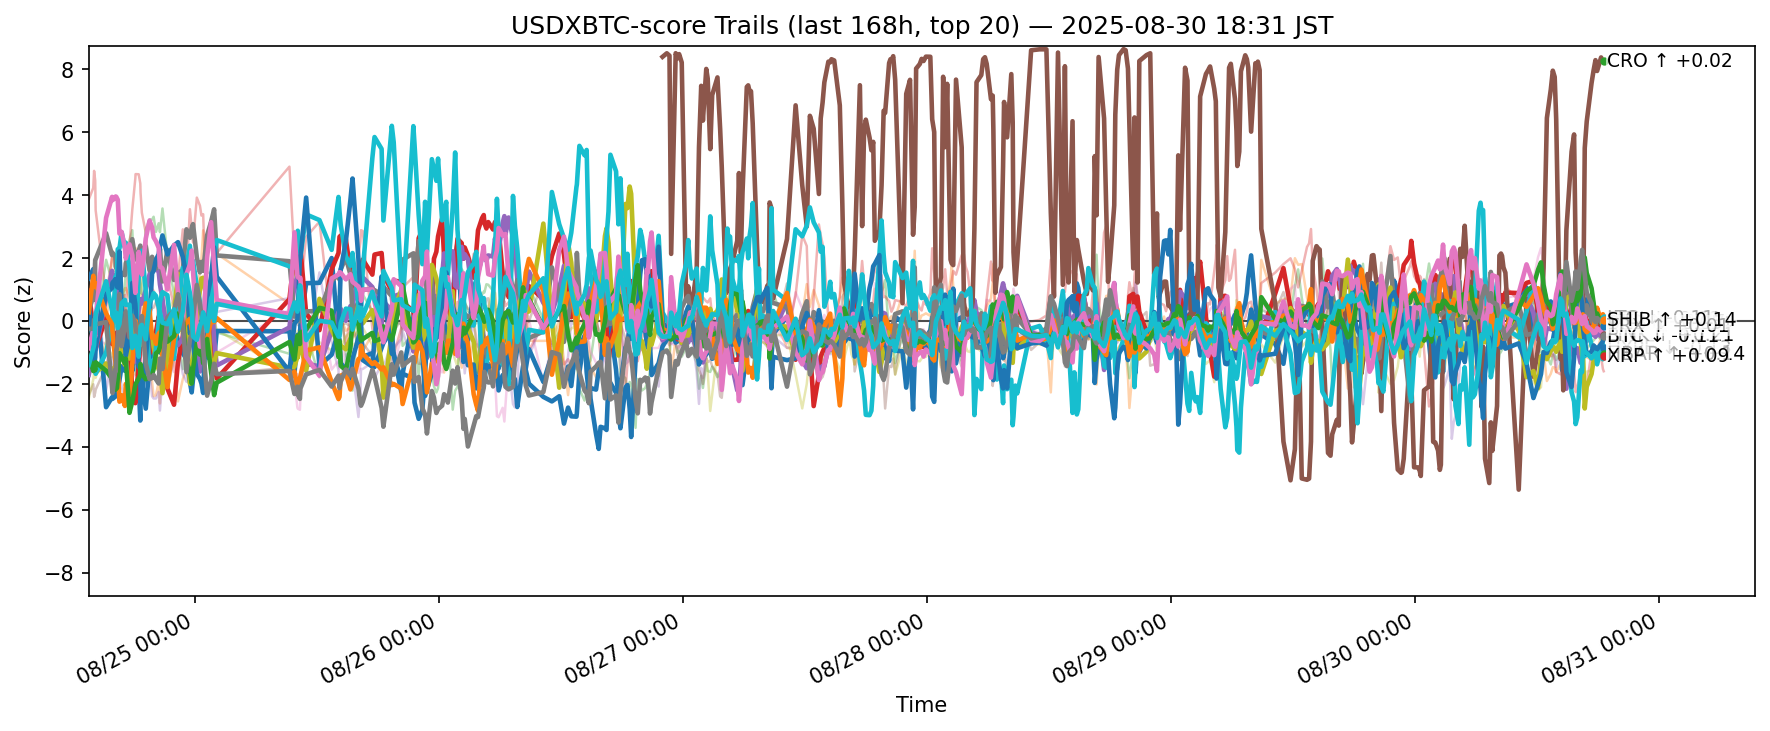 USDXBTC-score Trails (last 168h, top 20) — 2025-08-30 18:31 JST
Score (z)
8
6
4
2
0
−2
−4
−6
−8
CRO ↑ +0.02
SHIB ↑ +0.14
XRP ↑ +0.09
08/25 00:00
08/26 00:00
08/27 00:00
08/28 00:00
08/29 00:00
08/30 00:00
08/31 00:00
Time